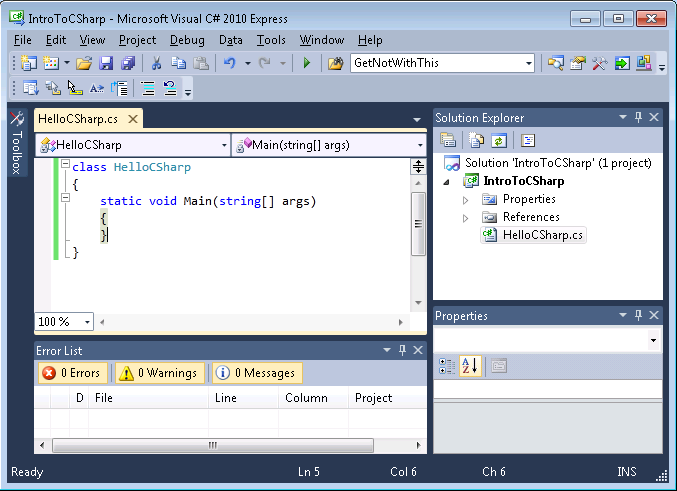 IntroToCSharp - Microsoft Visual C# 2010 Express
File Edit View Project Debug Data Tools Window Help
GetNotWithThis
Toolbox
HelloCSharp.cs
HelloCSharp Main(string[] args)
class HelloCSharp
{
static void Main(string[] args)
{
}
}
100 %
Solution Explorer
Solution 'IntroToCSharp' (1 project)
IntroToCSharp
Properties
References
HelloCSharp.cs
Properties
Error List
0 Errors 0 Warnings 0 Messages
D File Line Column Project
Ready Ln 5 Col 6 Ch 6 INS